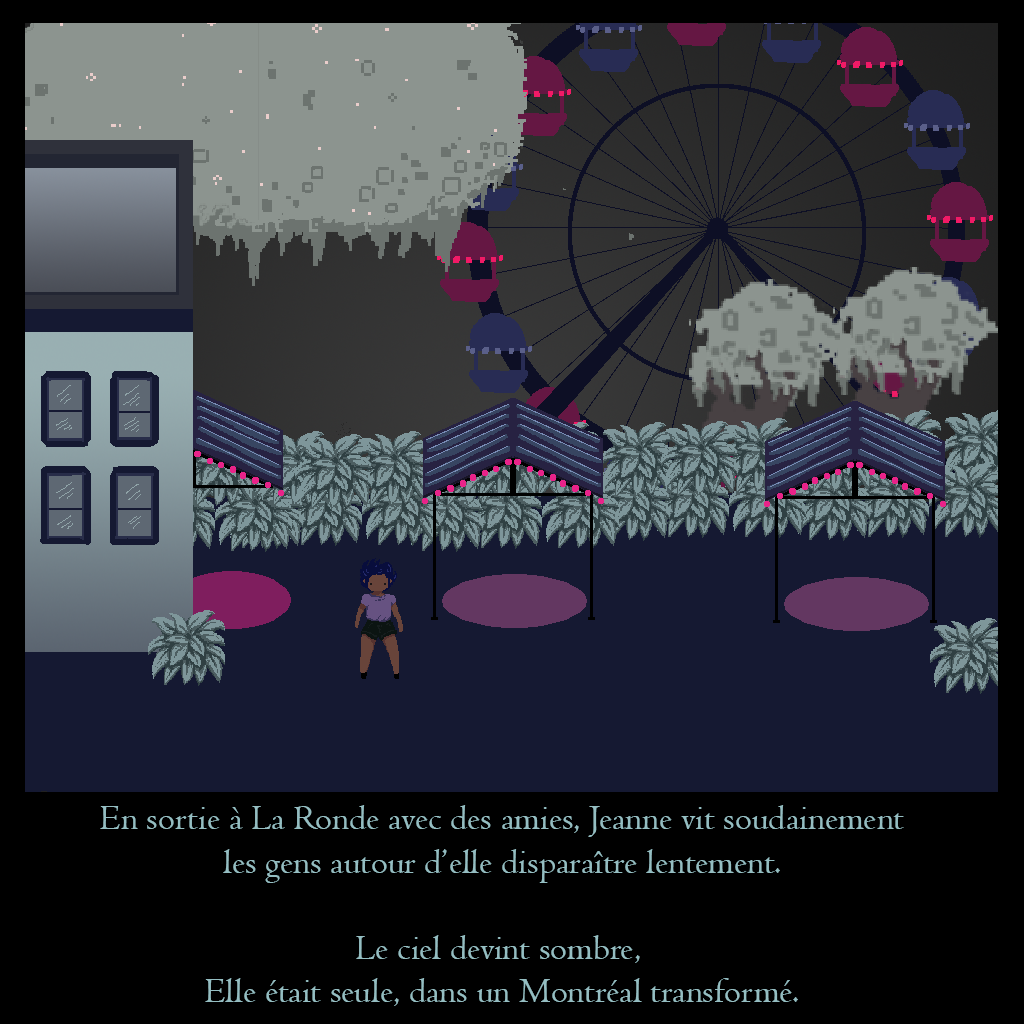 En sortie à La Ronde avec des amies, Jeanne vit soudainement
les gens autour d'elle disparaître lentement.
Le ciel devint sombre,
Elle était seule, dans un Montréal transformé.